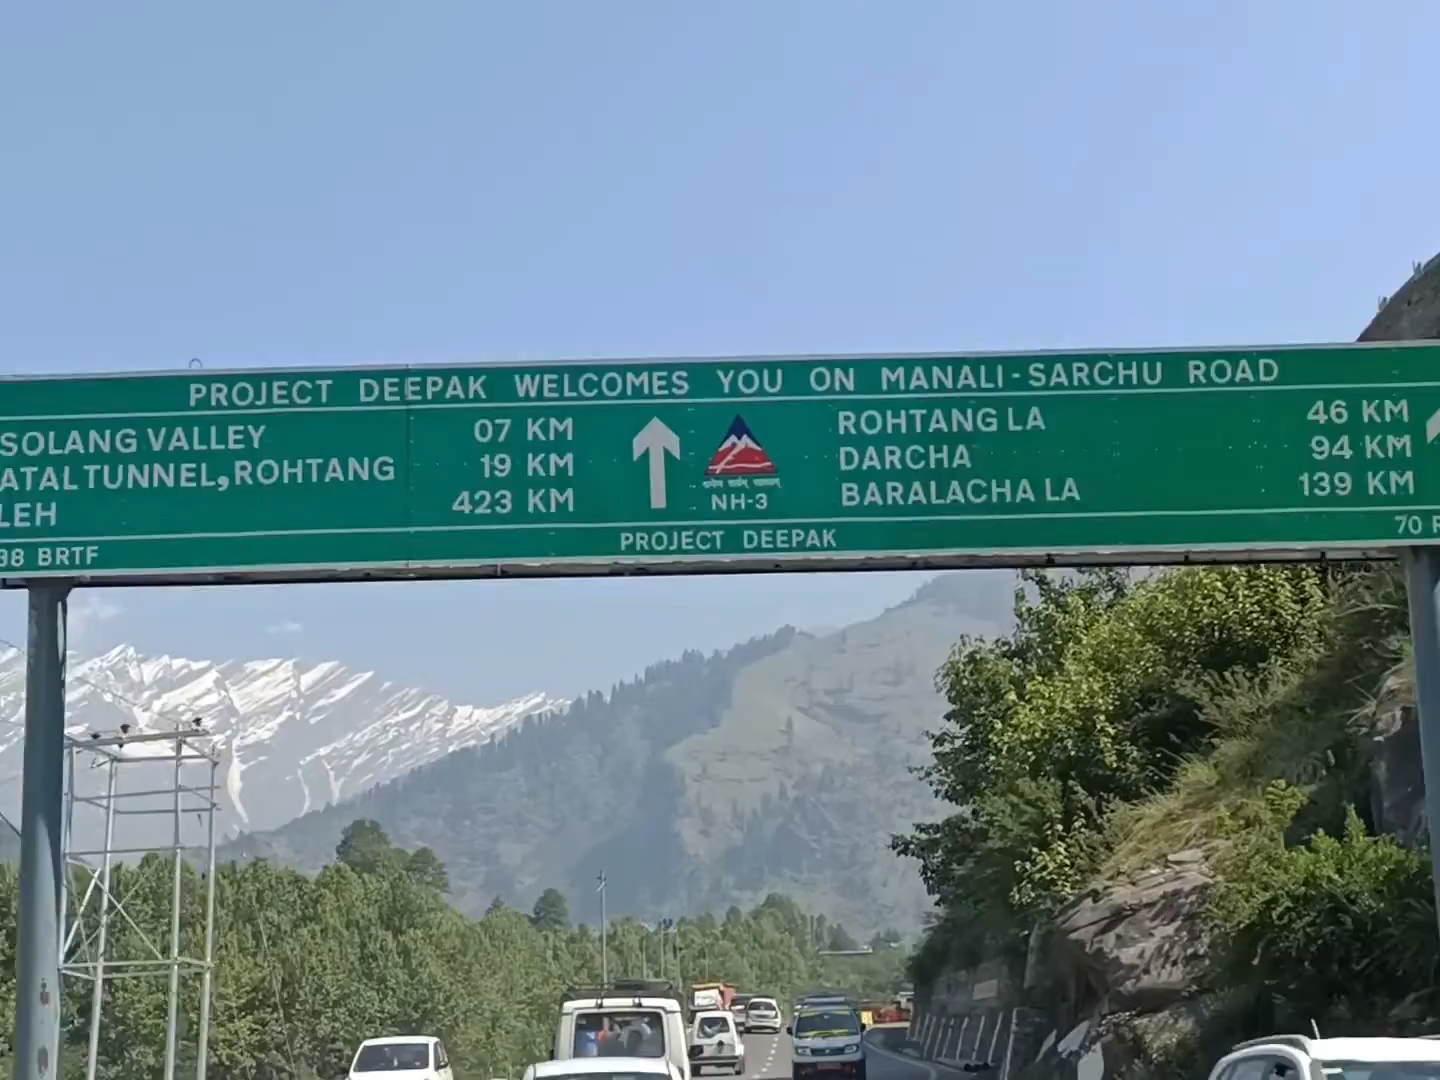 PROJECT DEEPAK WELCOMES YOU ON MANALI-SARCHU ROAD
SOLANG VALLEY 07 KM
ATAL TUNNEL, ROHTANG 19 KM
LEH 423 KM
NH-3
ROHTANG LA 46 KM
DARCHA 94 KM
BARALACHA LA 139 KM
38 BRTF
PROJECT DEEPAK
70